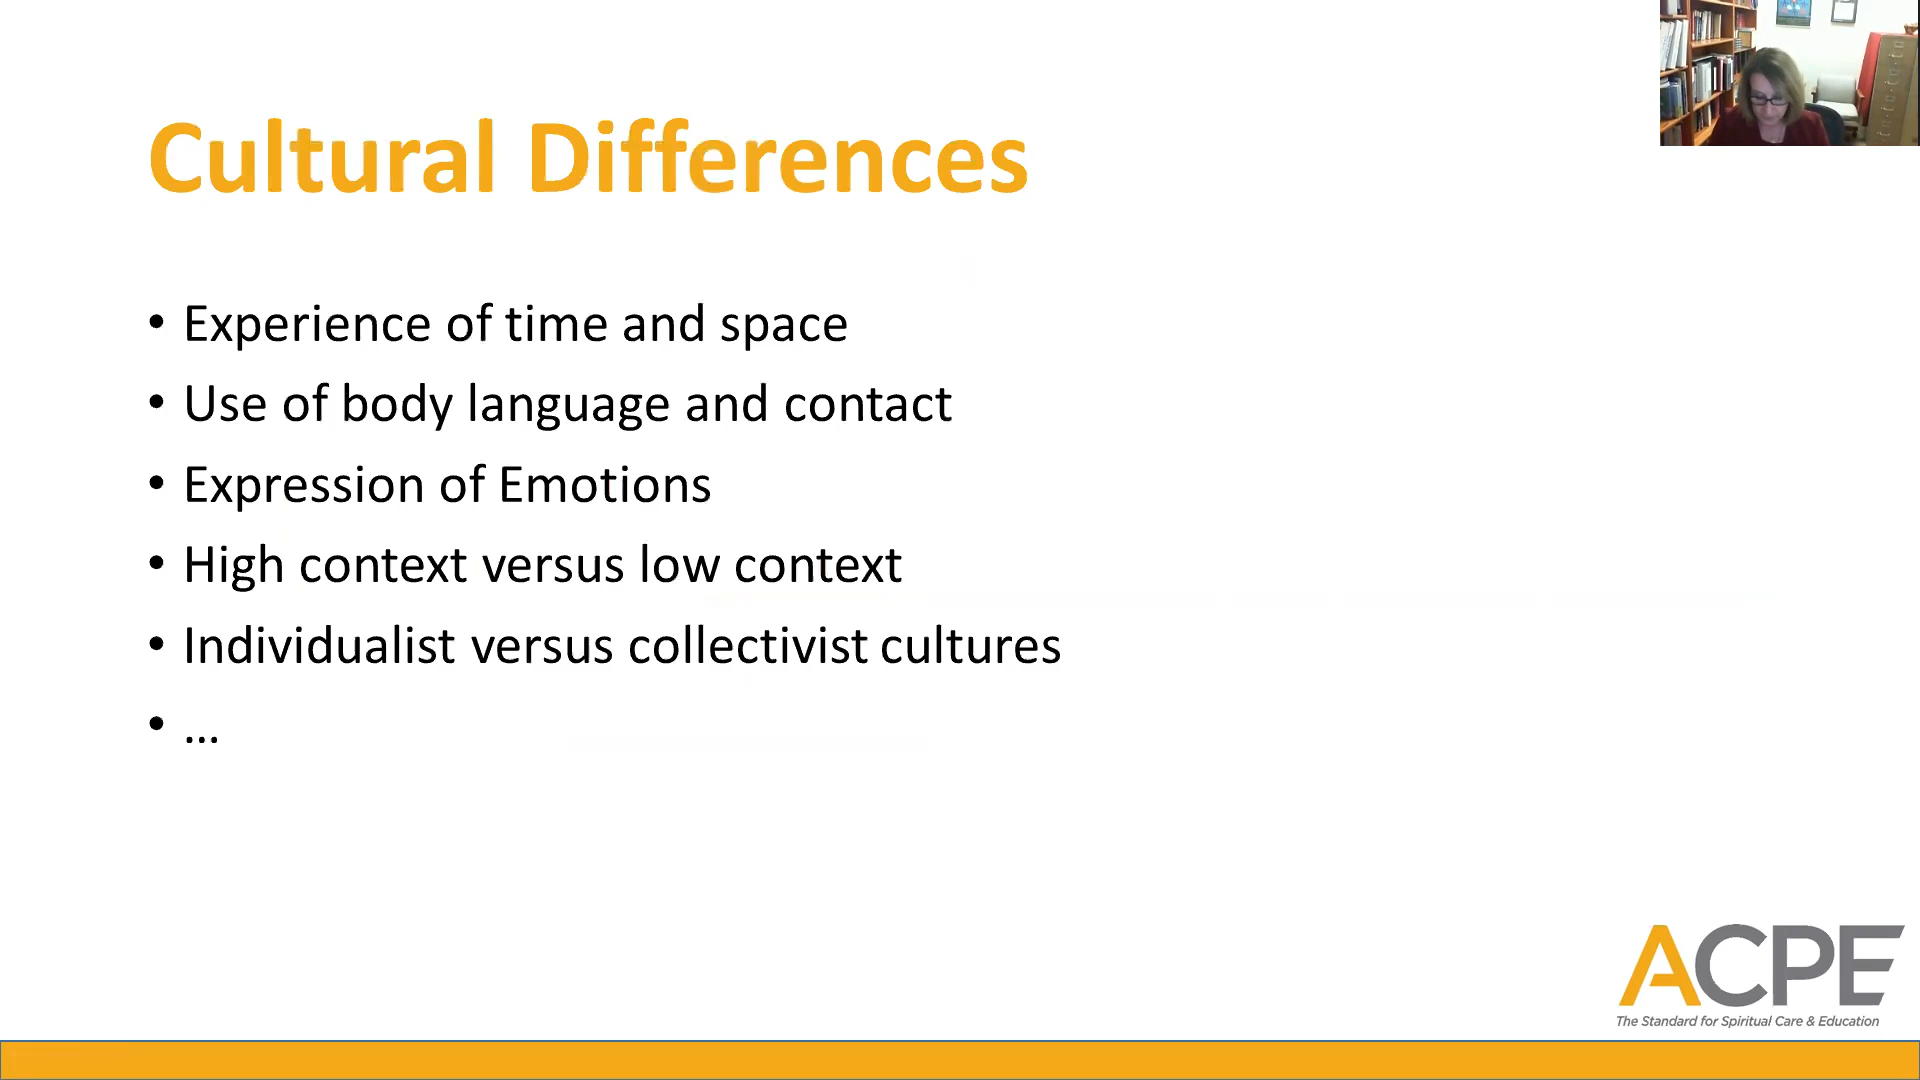 Cultural Differences
• Experience of time and space
• Use of body language and contact
• Expression of Emotions
• High context versus low context
• Individualist versus collectivist cultures
• ...
ACPE
The Standard for Spiritual Care & Education